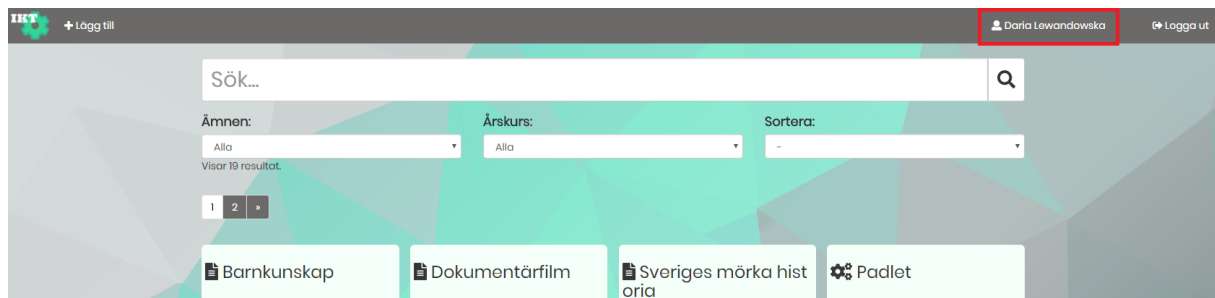 IKT
Lägg till
Daria Lewandowska
Logga ut
Sök...
Ämnen:
Årskurs:
Sortera:
Alla
Alla
-
Visar 19 resultat.
1 2 »
Barnkunskap
Dokumentärfilm
Sveriges mörka hist
oria
Padlet